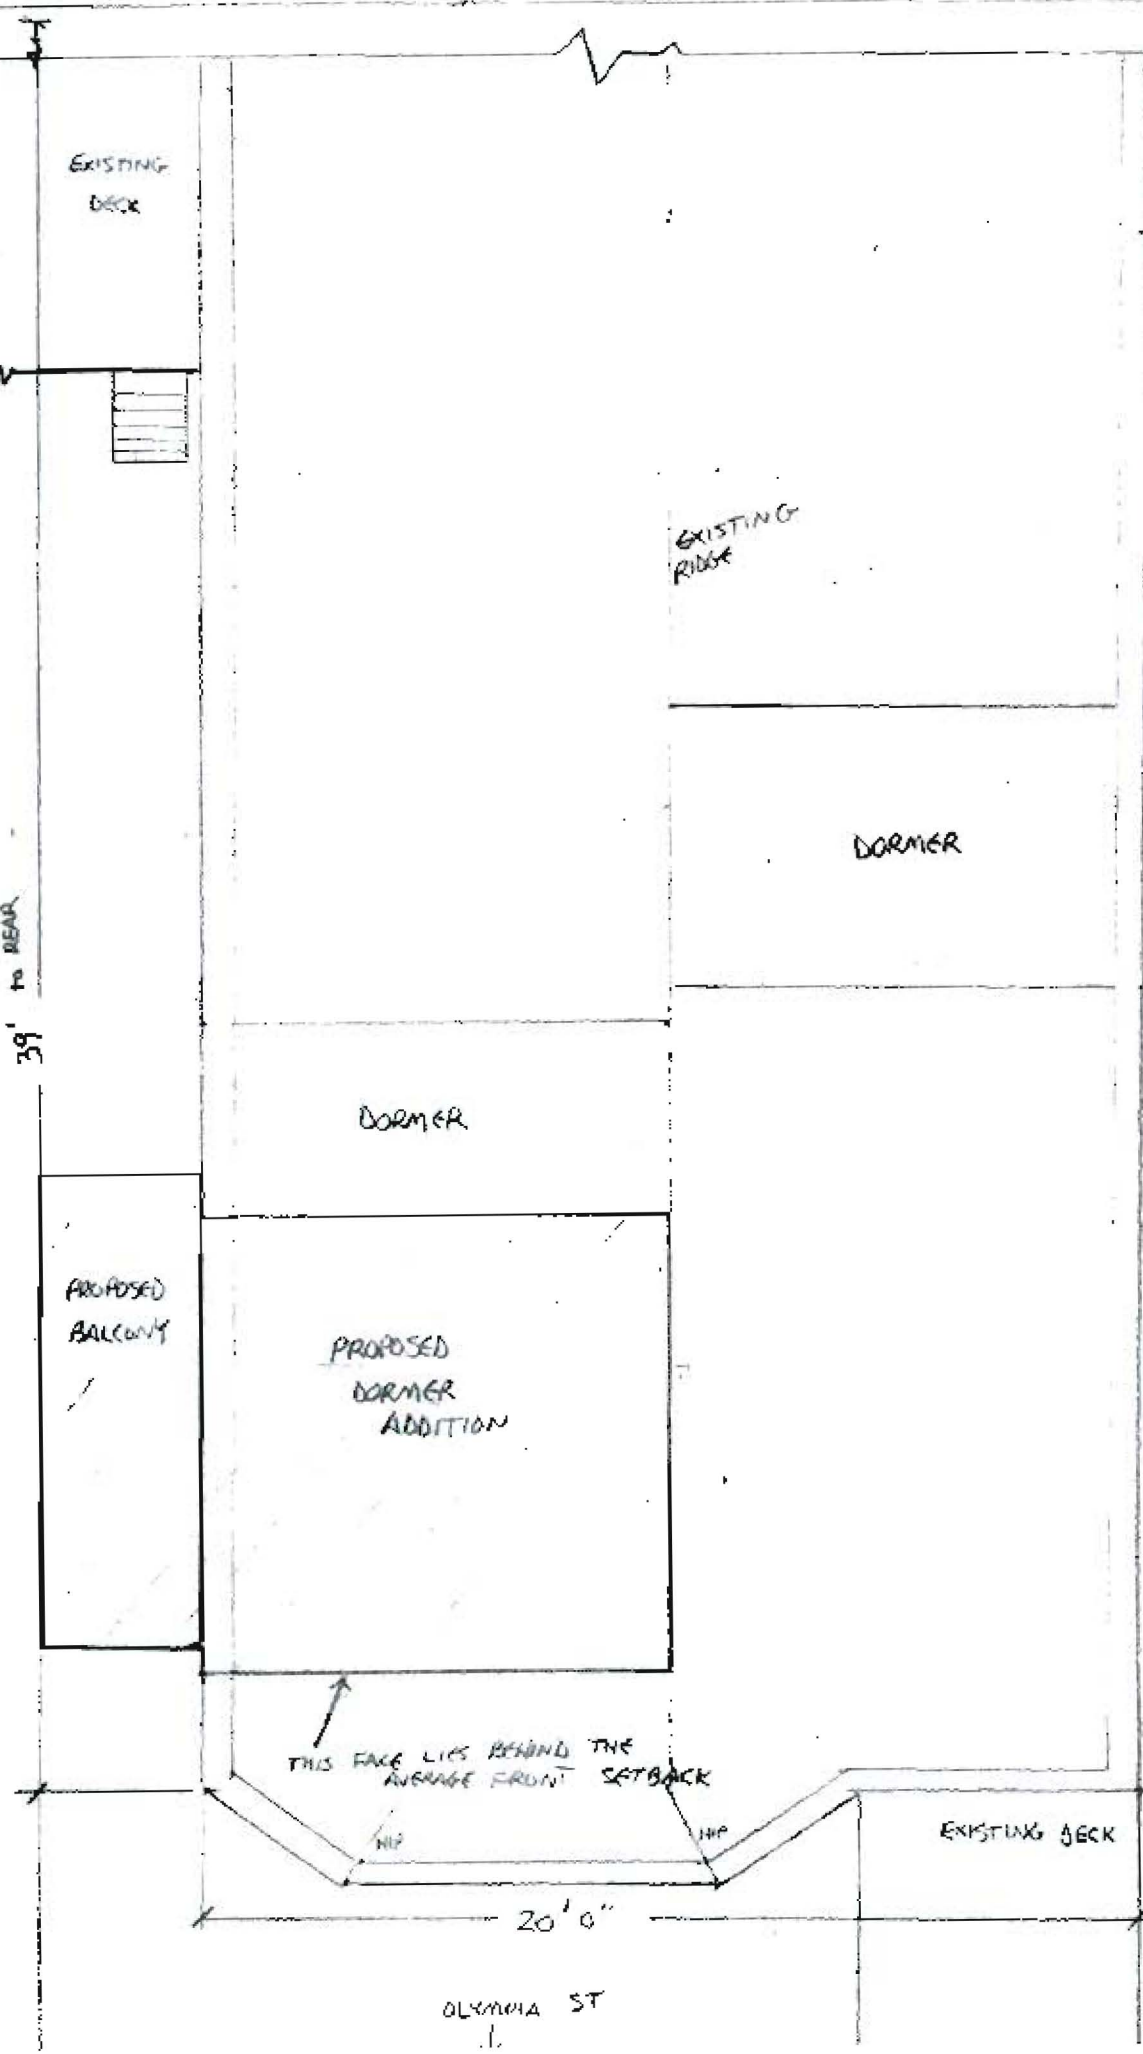 EXISTING
DECK
EXISTING
RIDGE
DORMER
39' to REAR
DORMER
PROPOSED
BALCONY
PROPOSED
DORMER
ADDITION
THIS FACE LIES BEHIND THE
AVERAGE FRONT SETBACK
HIP
HIP
EXISTING DECK
20'0"
OLYMPIA ST